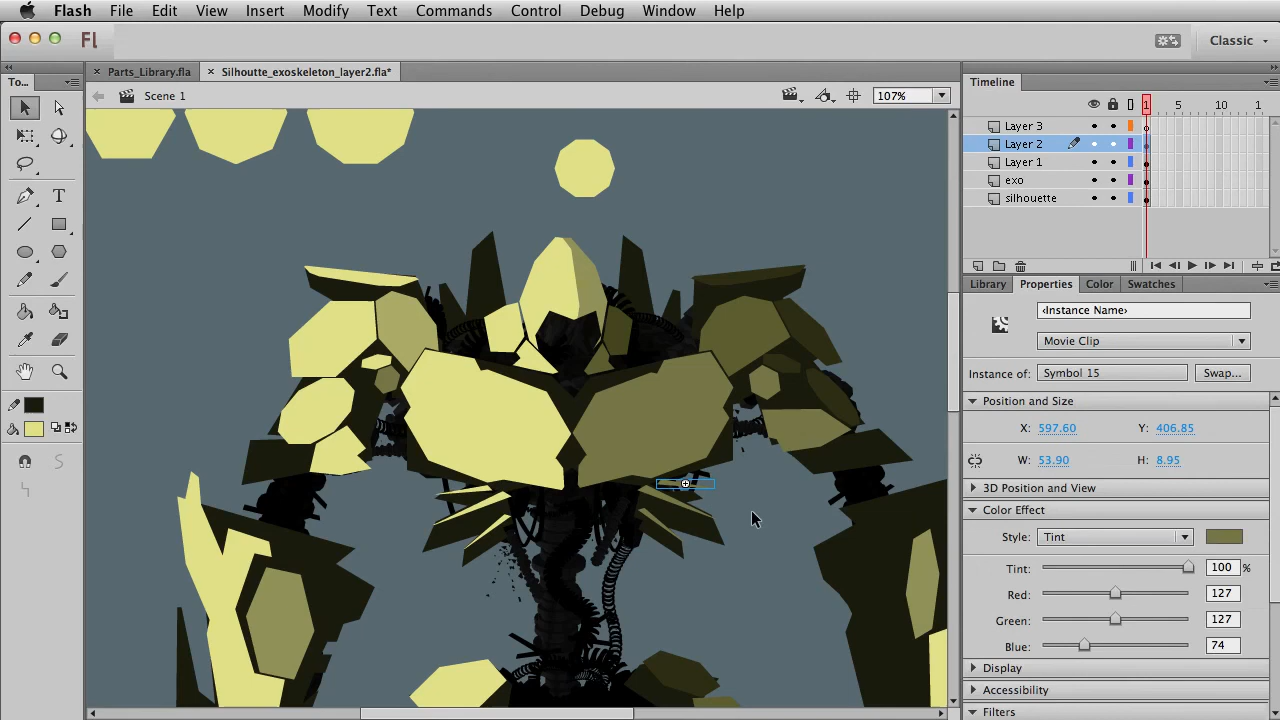 Flash File Edit View Insert Modify Text Commands Control Debug Window Help
Fl Classic
To... Parts_Library.fla Silhoutte_exoskeleton_layer2.fla* Timeline
Scene 1 107%
1 5 10 1
Layer 3
Layer 2
Layer 1
exo
silhouette
Library Properties Color Swatches
‹Instance Name›
Movie Clip
Instance of: Symbol 15 Swap...
Position and Size
X: 597.60 Y: 406.85
W: 53.90 H: 8.95
3D Position and View
Color Effect
Style: Tint
Tint: 100 %
Red: 127
Green: 127
Blue: 74
Display
Accessibility
Filters
T